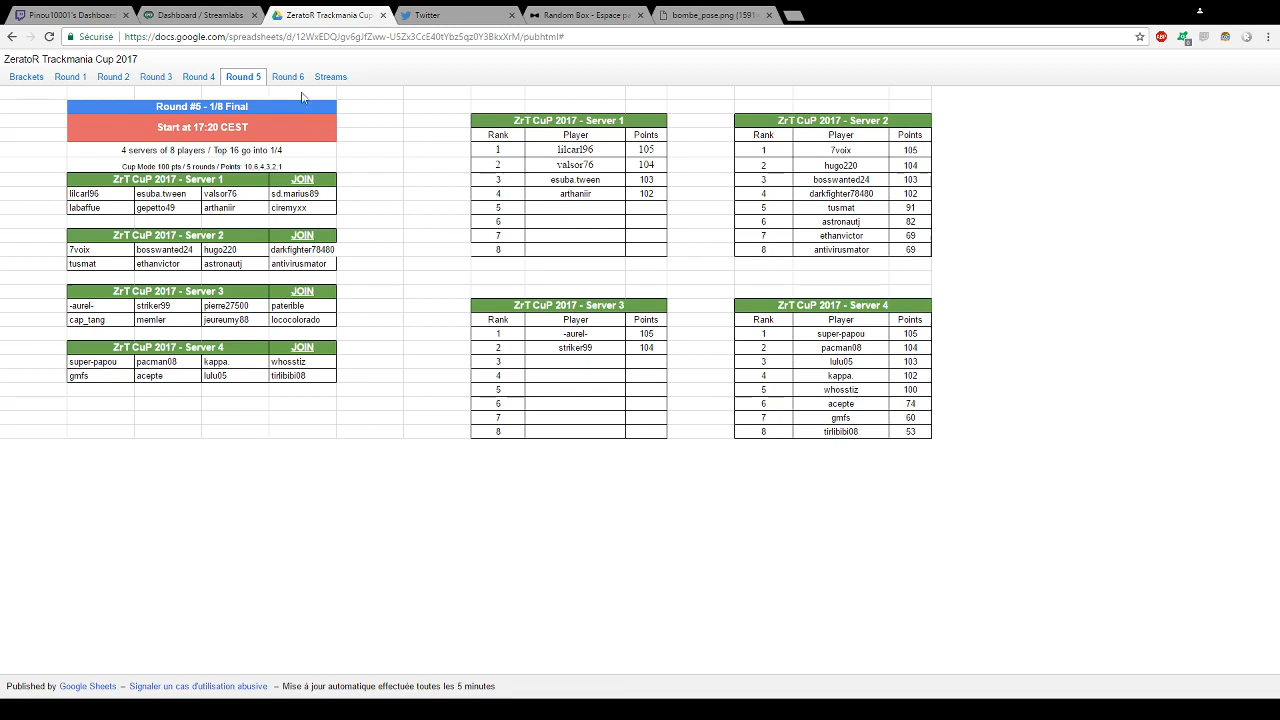 Pinou10001's Dashboard
Dashboard / Streamlabs
ZeratoR Trackmania Cup
Twitter
Random Box - Espace pa
bombe_pose.png (1591×
Sécurisé
https://docs.google.com/spreadsheets/d/12WxEDQJgv6gJfZww-U5Zx3CcE40tYbz5qz0Y3BkxXrM/pubhtml#
ZeratoR Trackmania Cup 2017
Brackets Round 1 Round 2 Round 3 Round 4 Round 5 Round 6 Streams
Round #5 - 1/8 Final
Start at 17:20 CEST
4 servers of 8 players / Top 16 go into 1/4
Cup Mode 100 pts / 5 rounds / Points: 10,6,4,3,2,1
ZrT CuP 2017 - Server 1 JOIN
lilcarl96 esuba.tween valsor76 sd.marius89
labaffue gepetto49 arthaniir ciremyxx
ZrT CuP 2017 - Server 2 JOIN
7voix bosswanted24 hugo220 darkfighter78480
tusmat ethanvictor astronautj antivirusmator
ZrT CuP 2017 - Server 3 JOIN
-aurel- striker99 pierre27500 paterible
cap_tang memler jeureumy88 lococolorado
ZrT CuP 2017 - Server 4 JOIN
super-papou pacman08 kappa. whosstiz
gmfs acepte lulu05 tirlibibi08
ZrT CuP 2017 - Server 1
Rank Player Points
1 lilcarl96 105
2 valsor76 104
3 esuba.tween 103
4 arthaniir 102
5
6
7
8
ZrT CuP 2017 - Server 2
Rank Player Points
1 7voix 105
2 hugo220 104
3 bosswanted24 103
4 darkfighter78480 102
5 tusmat 91
6 astronautj 82
7 ethanvictor 69
8 antivirusmator 69
ZrT CuP 2017 - Server 3
Rank Player Points
1 -aurel- 105
2 striker99 104
3
4
5
6
7
8
ZrT CuP 2017 - Server 4
Rank Player Points
1 super-papou 105
2 pacman08 104
3 lulu05 103
4 kappa. 102
5 whosstiz 100
6 acepte 74
7 gmfs 60
8 tirlibibi08 53
Published by Google Sheets – Signaler un cas d'utilisation abusive – Mise à jour automatique effectuée toutes les 5 minutes